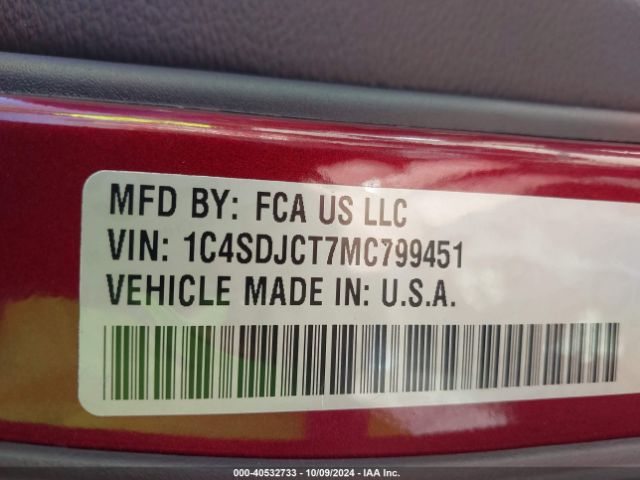 MFD BY: FCA US LLC
VIN: 1C4SDJCT7MC799451
VEHICLE MADE IN: U.S.A.
000-40532733 - 10/09/2024 - IAA Inc.